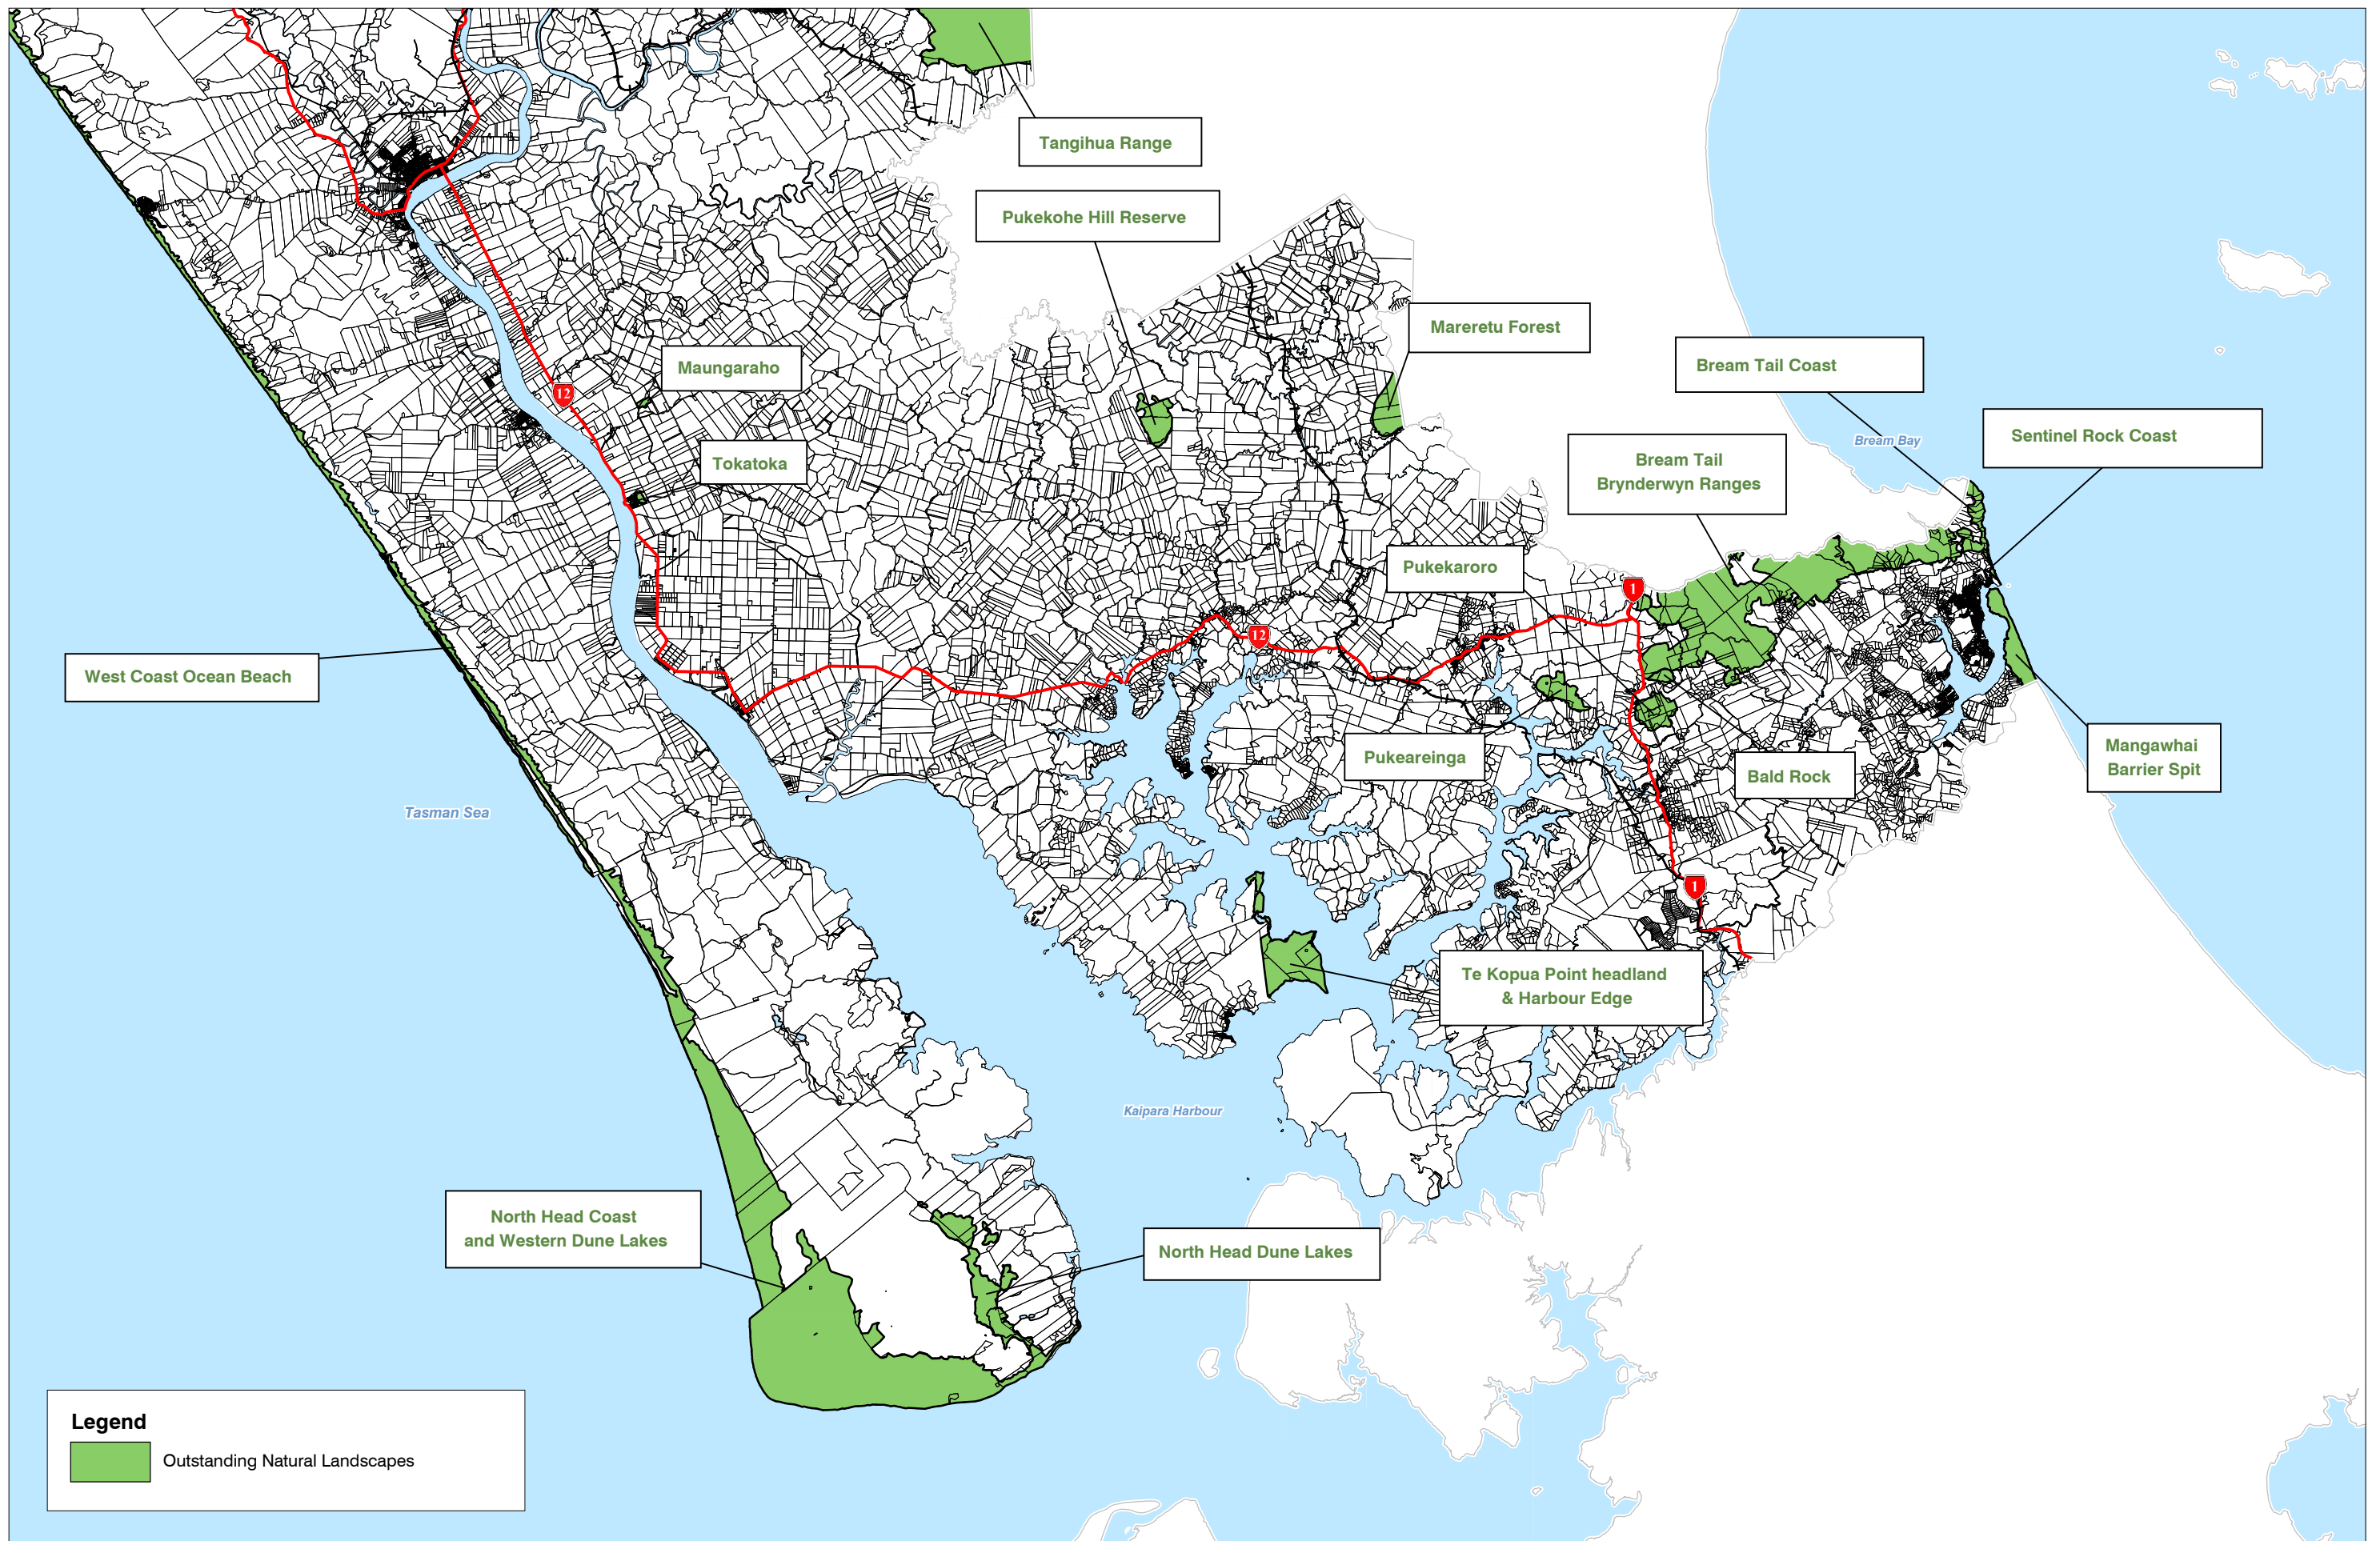 Tangihua Range
Pukekohe Hill Reserve
Mareretu Forest
Bream Tail Coast
Maungaraho
12
Sentinel Rock Coast
Bream Bay
Tokatoka
Bream Tail
Brynderwyn Ranges
Pukekaroro
1
12
West Coast Ocean Beach
Mangawhai
Barrier Spit
Pukeareinga
Bald Rock
Tasman Sea
1
Te Kopua Point headland
& Harbour Edge
Kaipara Harbour
North Head Coast
and Western Dune Lakes
North Head Dune Lakes
Legend
Outstanding Natural Landscapes